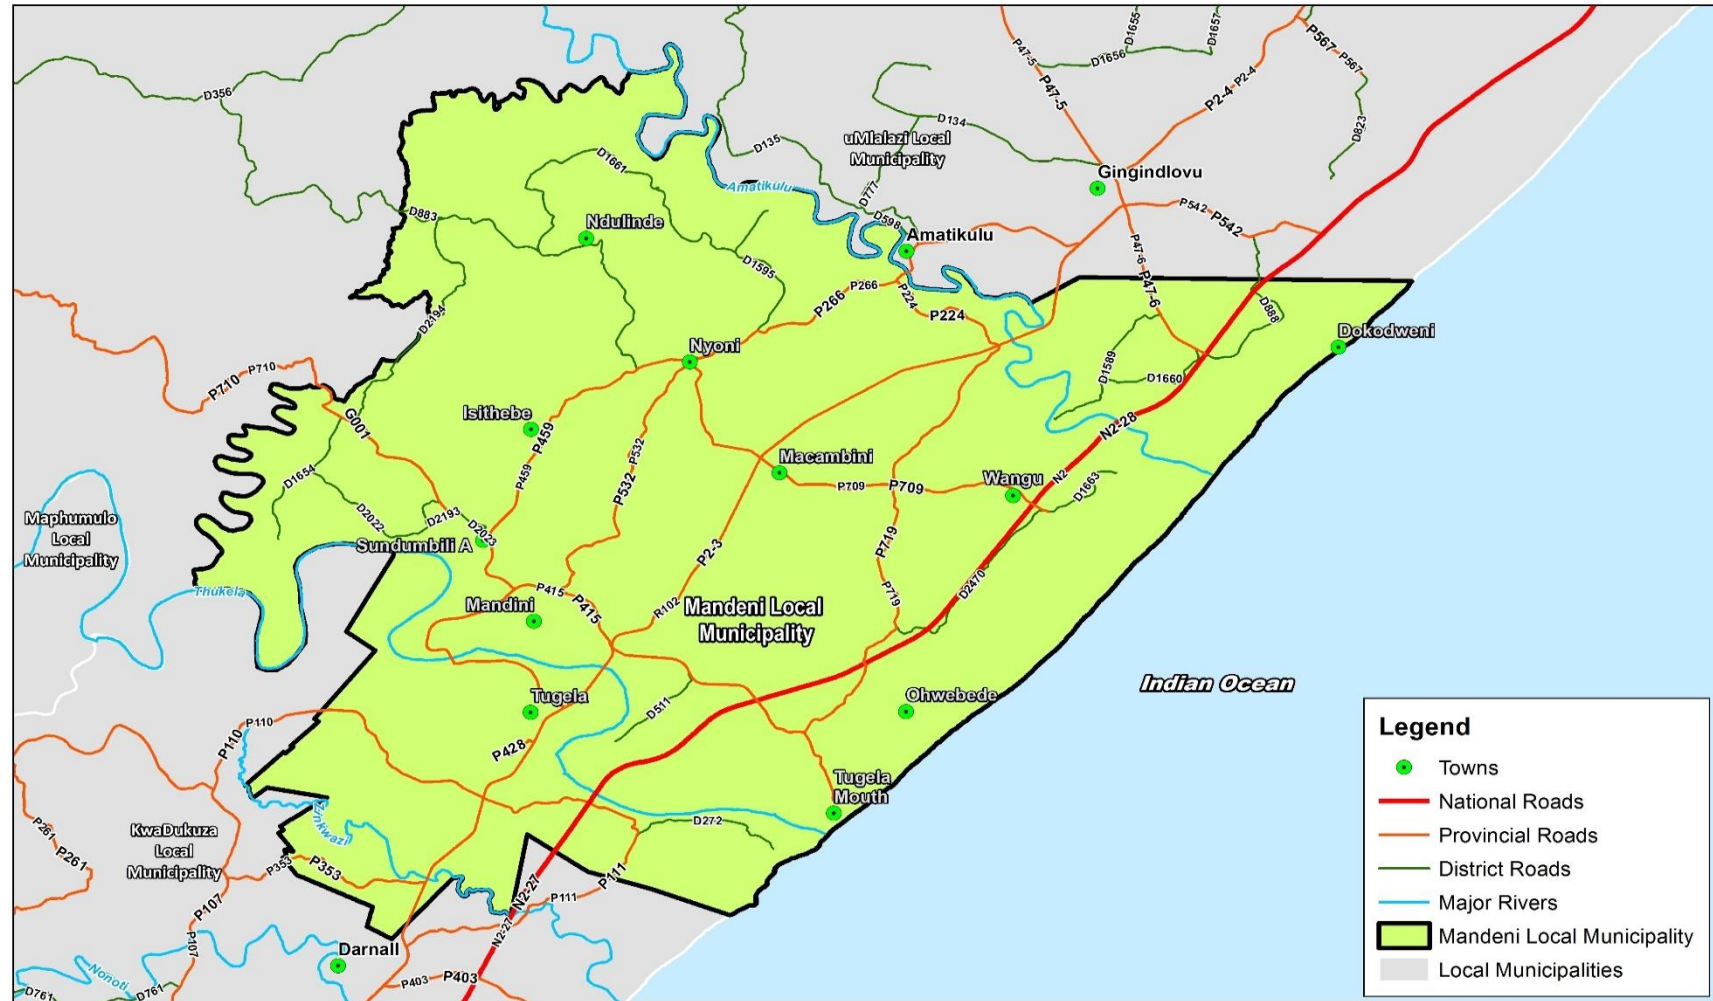 D1655
D1657
P567
P567
P47-5
D1656
P47-5
P2-4
P2-4
D356
D823
D134
D135
uMlalazi Local
Municipality
D1661
Gingindlovu
Amatikulu
D777
D883
D598
P542
P542
Ndulinde
Amatikulu
P47-6
P47-6
D1595
P266
P266
P224
P224
D888
D2194
Dokodweni
Nyoni
P710
P710
D1589
D1660
G001
Isithebe
P459
P459
P532
P532
N2-28
Macambini
P709
P709
Wangu
N2
D1663
D1654
D2022
D2193
D2023
Maphumulo
Local
Municipality
Sundumbili A
P2-3
P719
P719
D2470
Thukela
P415
P415
Mandini
R102
Mandeni Local
Municipality
Indian Ocean
Tugela
Ohwebede
D511
P110
P110
P428
Tugela
Mouth
D272
Zinkwazi
KwaDukuza
Local
Municipality
P261
P261
P353
P353
P111
P111
N2-27
N2-27
P107
P107
Darnall
Nonoti
P403
P403
D761
D761
Legend
Towns
National Roads
Provincial Roads
District Roads
Major Rivers
Mandeni Local Municipality
Local Municipalities